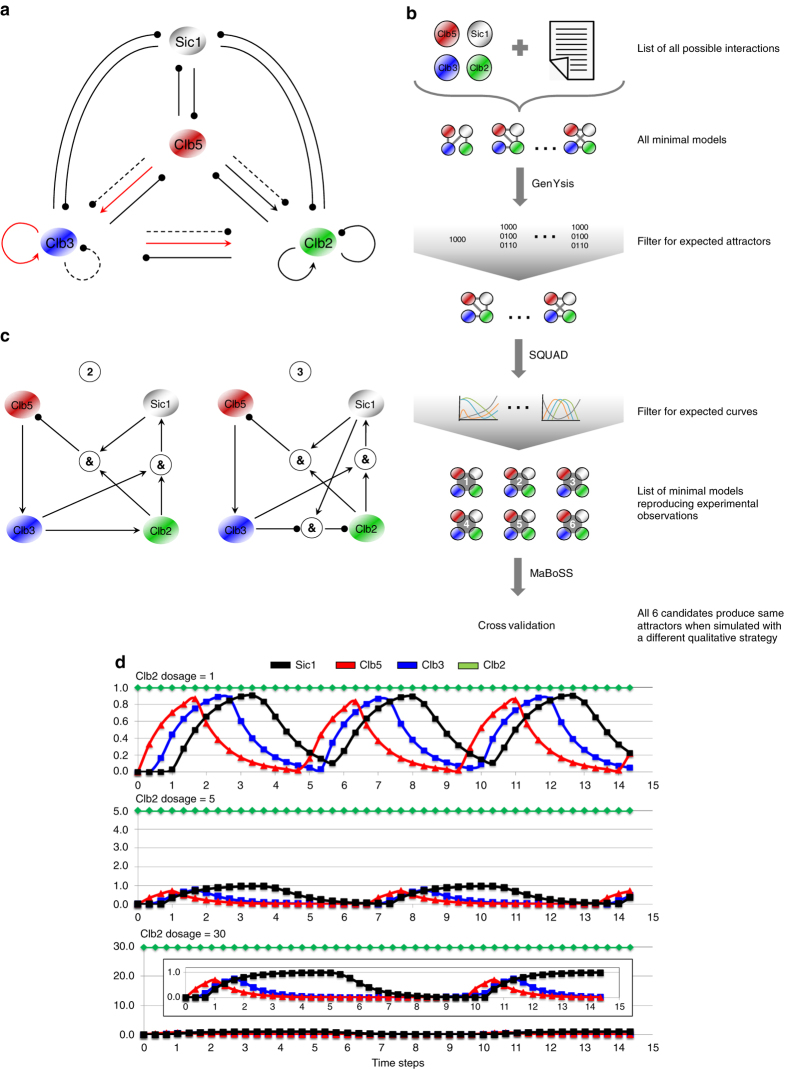 a
Sic1
Clb5
Clb3
Clb2
b
Clb5 Sic1
Clb3 Clb2
List of all possible interactions
All minimal models
GenYsis
1000
1000
0100
0110
1000
0100
0110
Filter for expected attractors
SQUAD
Filter for expected curves
1 2 3
4 5 6
List of minimal models
reproducing experimental
observations
MaBoSS
Cross validation
All 6 candidates produce same
attractors when simulated with
a different qualitative strategy
c
2
Clb5 Sic1
&
&
Clb3 Clb2
3
Clb5 Sic1
&
&
&
Clb3 Clb2
d
Sic1 Clb5 Clb3 Clb2
Clb2 dosage = 1
1.0
0.8
0.6
0.4
0.2
0.0
0 1 2 3 4 5 6 7 8 9 10 11 12 13 14 15
Clb2 dosage = 5
5.0
4.0
3.0
2.0
1.0
0.0
0 1 2 3 4 5 6 7 8 9 10 11 12 13 14 15
Clb2 dosage = 30
30.0
20.0
10.0
0.0
1.0
0.0
0 1 2 3 4 5 6 7 8 9 10 11 12 13 14 15
0 1 2 3 4 5 6 7 8 9 10 11 12 13 14 15
Time steps